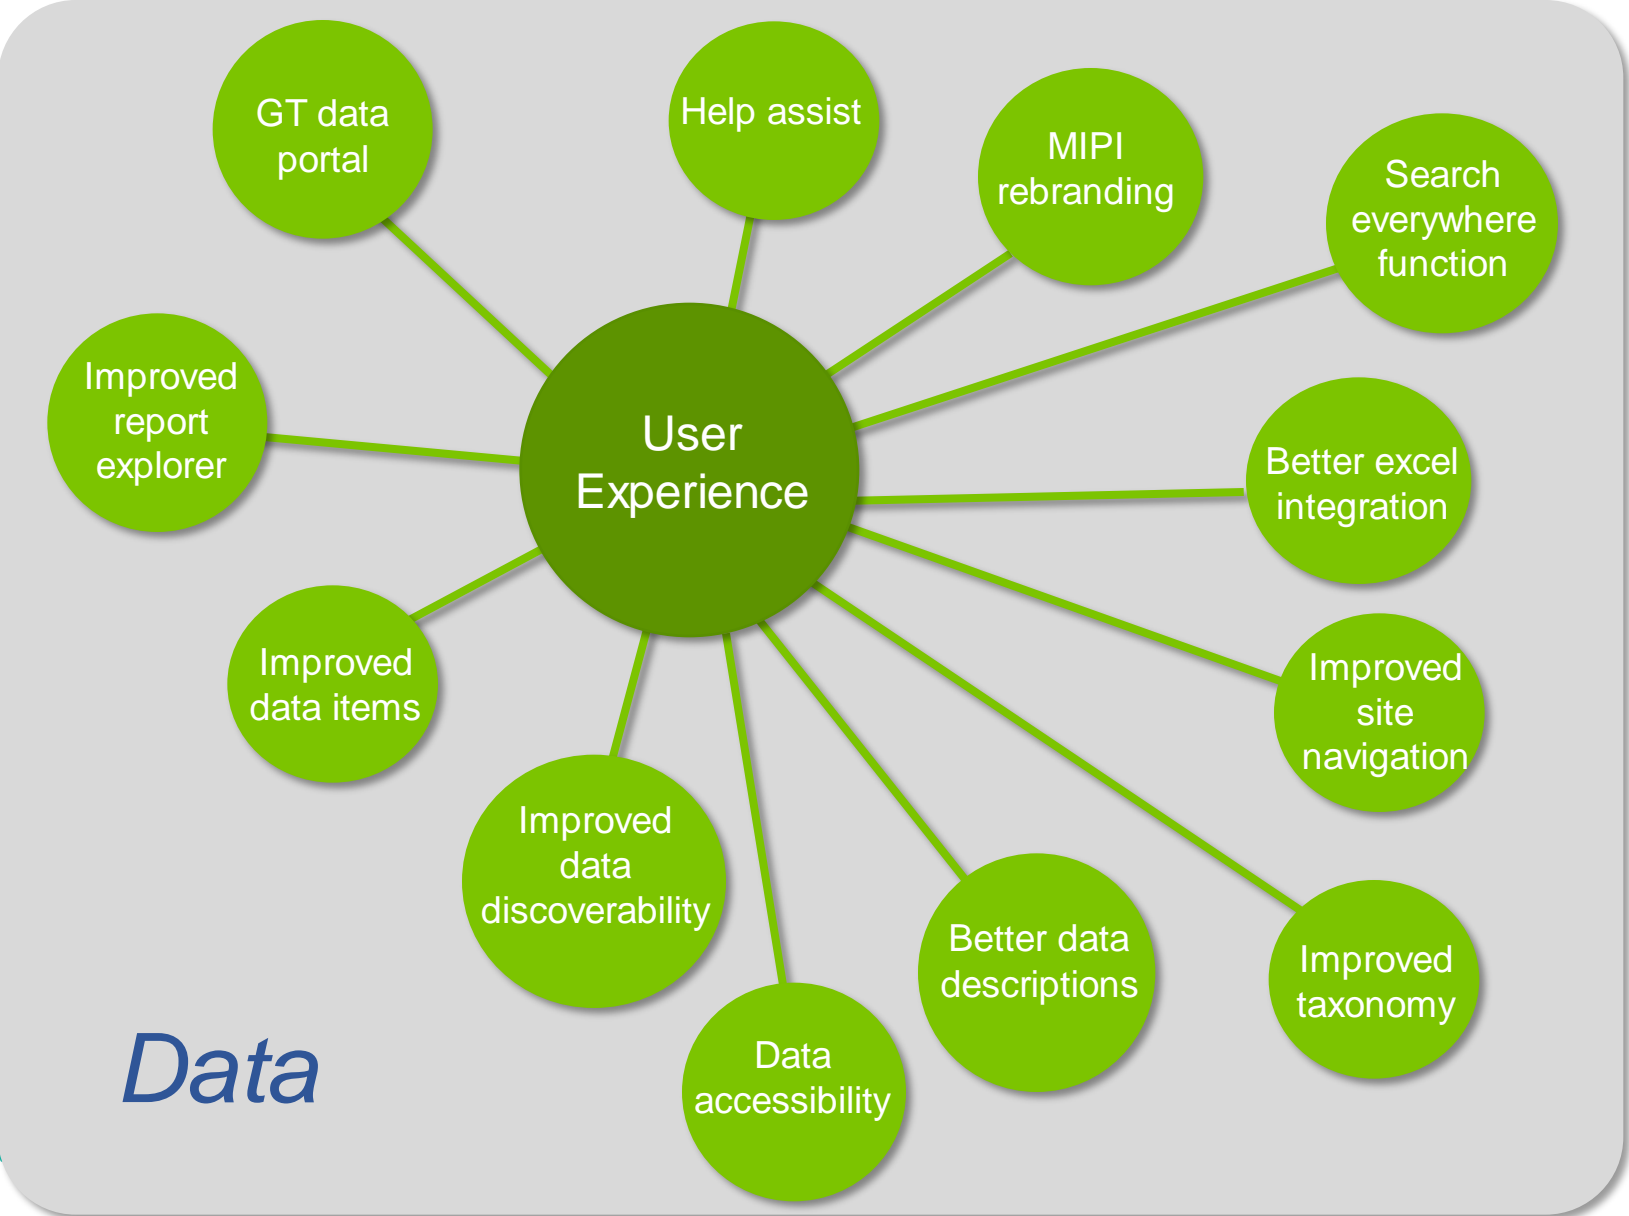 GT data
portal
Help assist
MIPI
rebranding
Search
everywhere
function
Improved
report
explorer
User
Experience
Better excel
integration
Improved
data items
Improved
site
navigation
Improved
data
discoverability
Better data
descriptions
Improved
taxonomy
Data
accessibility
Data